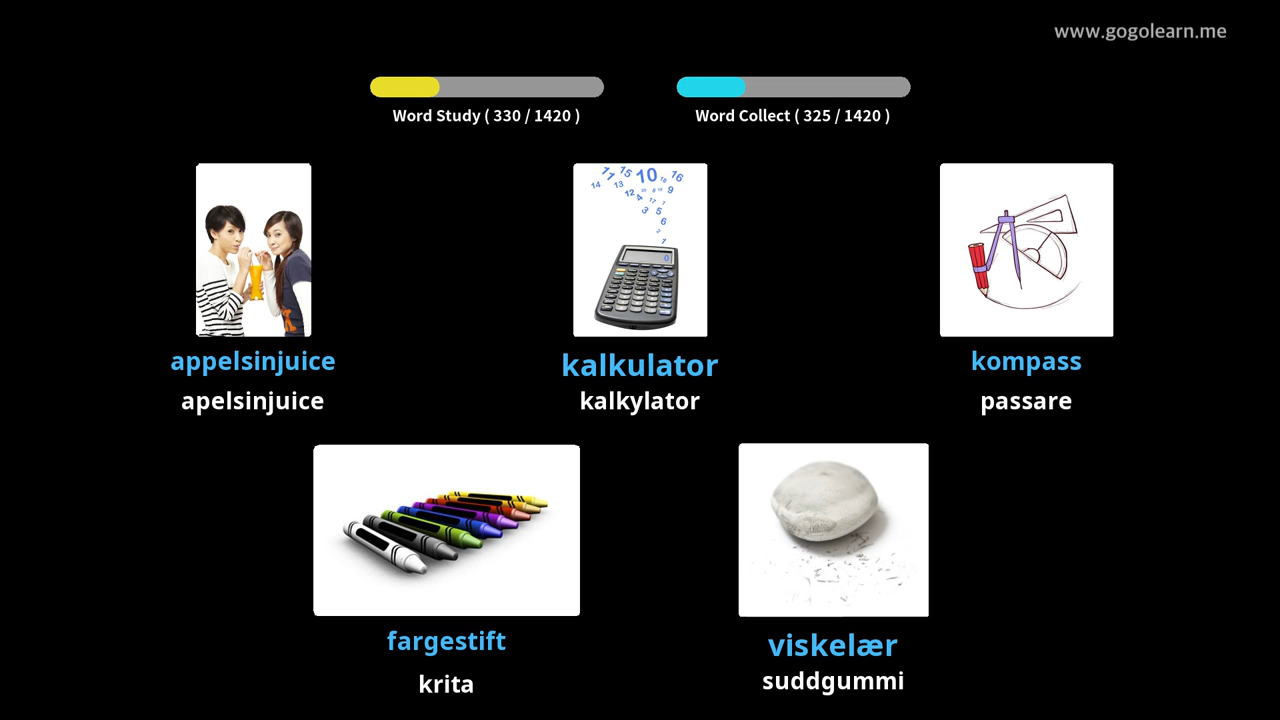 www.gogolearn.me
Word Study ( 330 / 1420 )
Word Collect ( 325 / 1420 )
appelsinjuice
apelsinjuice
kalkulator
kalkylator
kompass
passare
fargestift
krita
viskelær
suddgummi